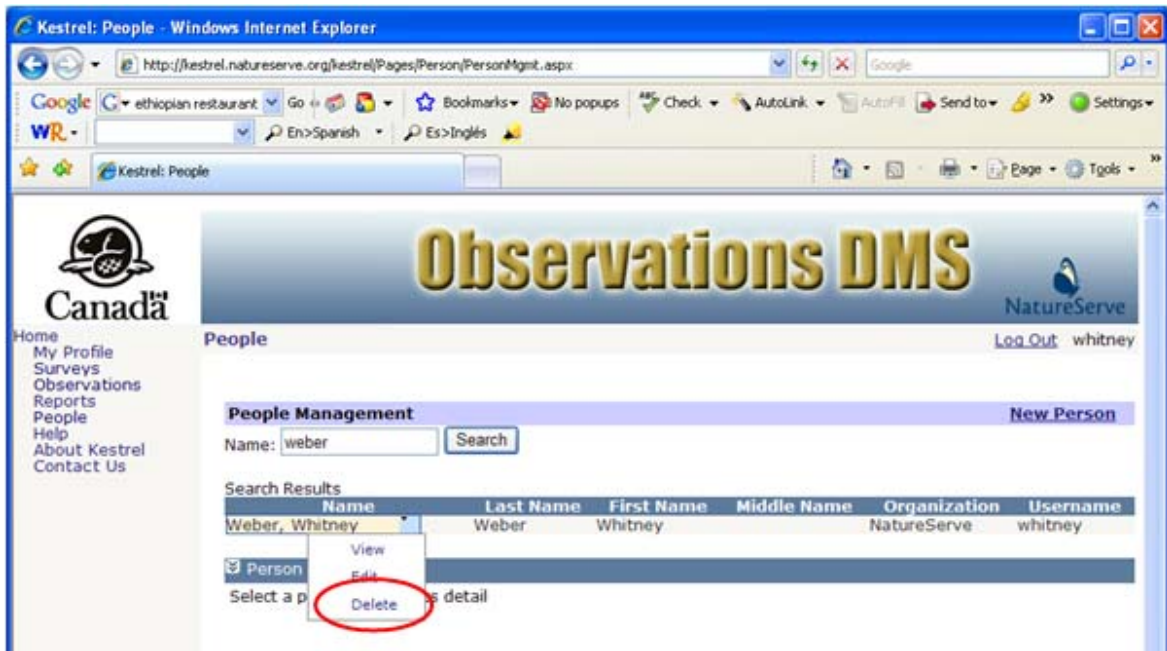 Kestrel: People - Windows Internet Explorer
http://kestrel.natureserve.org/kestrel/Pages/Person/PersonMgmt.aspx Google
Google G ethiopian restaurant Go Bookmarks No popups Check AutoLink AutoFill Send to » Settings
WR. En>Spanish Es>Inglés
Kestrel: People Page Tools »
Canada
Observations DMS
NatureServe
Home
My Profile
Surveys
Observations
Reports
People
Help
About Kestrel
Contact Us
People Log Out whitney
People Management New Person
Name: weber Search
Search Results
Name Last Name First Name Middle Name Organization Username
Weber, Whitney Weber Whitney NatureServe whitney
View
Person
Edit
Select a p s detail
Delete